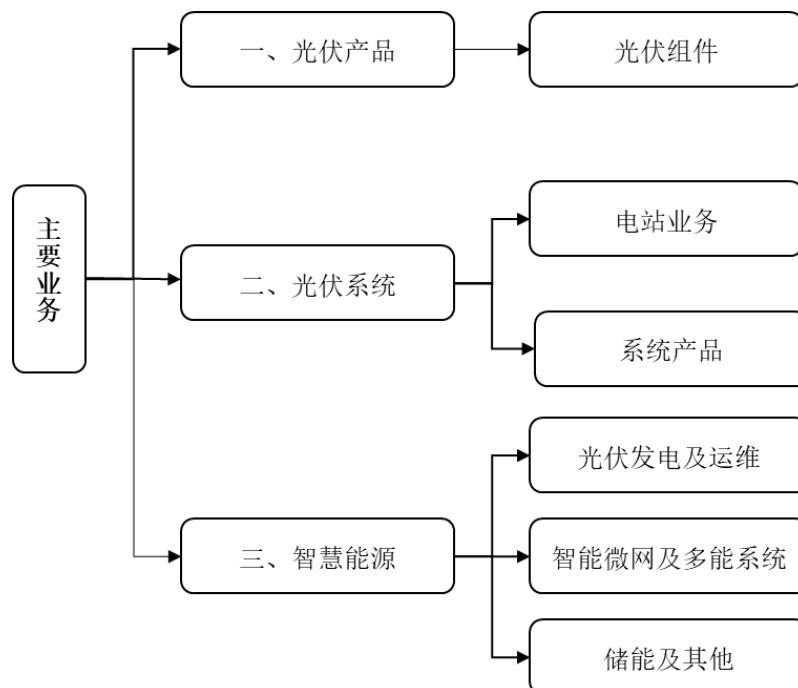 主要业务
一、光伏产品
光伏组件
二、光伏系统
电站业务
系统产品
三、智慧能源
光伏发电及运维
智能微网及多能系统
储能及其他